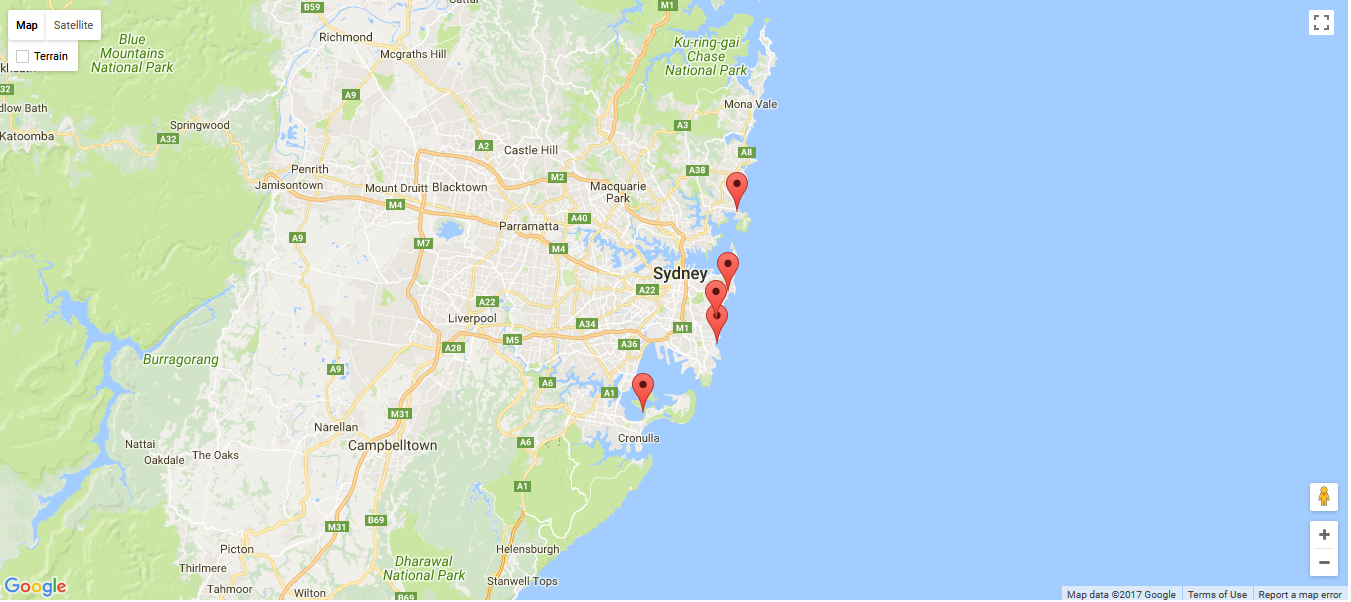 B59
Cattai
M1
Map
Satellite
Terrain
Blue
Mountains
National Park
Richmond
Mcgraths Hill
Ku-ring-gai
Chase
National Park
32
A9
Mona Vale
dlow Bath
Katoomba
Springwood
A32
A3
A2
Castle Hill
A8
Penrith
Jamisontown
Mount Druitt
Blacktown
M2
A38
Macquarie
Park
M4
A40
Parramatta
A9
M7
M4
Sydney
A22
A22
Liverpool
A34
M1
M5
A36
A28
Burragorang
A9
A6
A1
M31
Narellan
Cronulla
Nattai
Oakdale
The Oaks
Campbelltown
A6
A1
M31
B69
Picton
Helensburgh
Thirlmere
Dharawal
National Park
Stanwell Tops
Tahmoor
Wilton
B69
Google
Map data ©2017 Google
Terms of Use
Report a map error